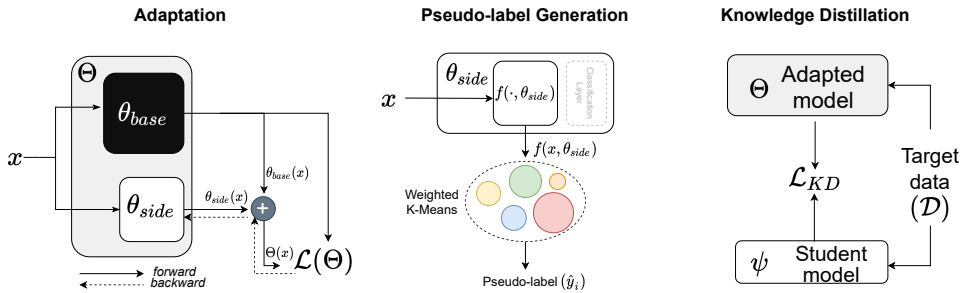 Adaptation
Θ
θ_base
x
θ_base(x)
θ_side(x)
θ_side
+
Θ(x)
ℒ(Θ)
forward
backward
Pseudo-label Generation
θ_side
x
f(·, θ_side)
Classification
Layer
f(x, θ_side)
Weighted
K-Means
Pseudo-label (ŷ_i)
Knowledge Distillation
Θ Adapted
model
ℒ_KD
Target
data
(𝒟)
ψ Student
model